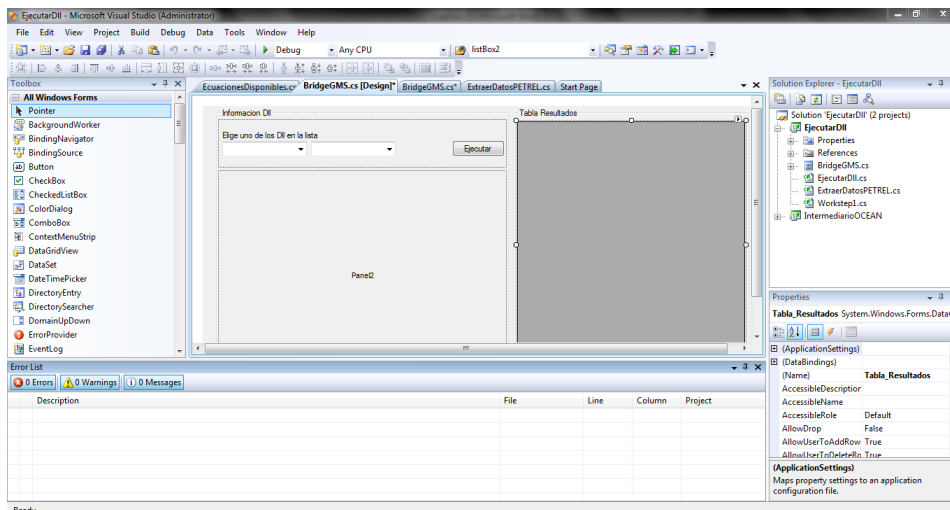 EjecutarDll - Microsoft Visual Studio (Administrator)
File Edit View Project Build Debug Data Tools Window Help
Debug Any CPU listBox2
Toolbox
All Windows Forms
Pointer
BackgroundWorker
BindingNavigator
BindingSource
Button
CheckBox
CheckedListBox
ColorDialog
ComboBox
ContextMenuStrip
DataGridView
DataSet
DateTimePicker
DirectoryEntry
DirectorySearcher
DomainUpDown
ErrorProvider
EventLog
EcuacionesDisponibles.cs* BridgeGMS.cs [Design]* BridgeGMS.cs* ExtraerDatosPETREL.cs Start Page
Informacion Dll
Elige uno de los Dll en la lista
Ejecutar
Panel2
Tabla Resultados
Solution Explorer - EjecutarDll
Solution 'EjecutarDll' (2 projects)
EjecutarDll
Properties
References
BridgeGMS.cs
EjecutarDll.cs
ExtraerDatosPETREL.cs
Workstep1.cs
IntermediarioOCEAN
Properties
Tabla_Resultados System.Windows.Forms.Data
(ApplicationSettings)
(DataBindings)
(Name) Tabla_Resultados
AccessibleDescription
AccessibleName
AccessibleRole Default
AllowDrop False
AllowUserToAddRow True
AllowUserToDeleteRo True
(ApplicationSettings)
Maps property settings to an application
configuration file.
Error List
0 Errors 0 Warnings 0 Messages
Description File Line Column Project
Ready